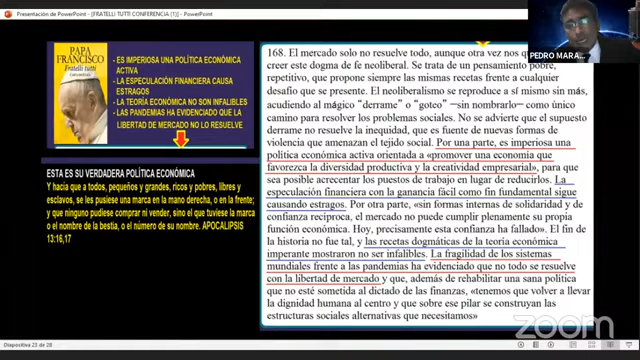 Presentación de PowerPoint - [FRATELLI TUTTI CONFERENCIA (1)] - PowerPoint
PEDRO MARA...
PAPA
FRANCISCO
Fratelli tutti
- ES IMPERIOSA UNA POLÍTICA ECONÓMICA
ACTIVA
- LA ESPECULACIÓN FINANCIERA CAUSA
ESTRAGOS
- LA TEORÍA ECONÓMICA NO SON INFALIBLES
- LAS PANDEMIAS HA EVIDENCIADO QUE LA
LIBERTAD DE MERCADO NO LO RESUELVE
ESTA ES SU VERDADERA POLÍTICA ECONÓMICA
Y hacía que a todos, pequeños y grandes, ricos y pobres, libres y
esclavos, se les pusiese una marca en la mano derecha, o en la frente;
y que ninguno pudiese comprar ni vender, sino el que tuviese la marca
o el nombre de la bestia, o el número de su nombre. APOCALIPSIS
13:16,17
168. El mercado solo no resuelve todo, aunque otra vez nos
creer este dogma de fe neoliberal. Se trata de un pensamiento pobre,
repetitivo, que propone siempre las mismas recetas frente a cualquier
desafío que se presente. El neoliberalismo se reproduce a sí mismo sin más,
acudiendo al mágico "derrame" o "goteo" —sin nombrarlo— como único
camino para resolver los problemas sociales. No se advierte que el supuesto
derrame no resuelve la inequidad, que es fuente de nuevas formas de
violencia que amenazan el tejido social. Por una parte, es imperiosa una
política económica activa orientada a «promover una economía que
favorezca la diversidad productiva y la creatividad empresarial», para que
sea posible acrecentar los puestos de trabajo en lugar de reducirlos. La
especulación financiera con la ganancia fácil como fin fundamental sigue
causando estragos. Por otra parte, «sin formas internas de solidaridad y de
confianza recíproca, el mercado no puede cumplir plenamente su propia
función económica. Hoy, precisamente esta confianza ha fallado». El fin de
la historia no fue tal, y las recetas dogmáticas de la teoría económica
imperante mostraron no ser infalibles. La fragilidad de los sistemas
mundiales frente a las pandemias ha evidenciado que no todo se resuelve
con la libertad de mercado y que, además de rehabilitar una sana política
que no esté sometida al dictado de las finanzas, «tenemos que volver a llevar
la dignidad humana al centro y que sobre ese pilar se construyan las
estructuras sociales alternativas que necesitamos»
zoom
Diapositiva 23 de 28